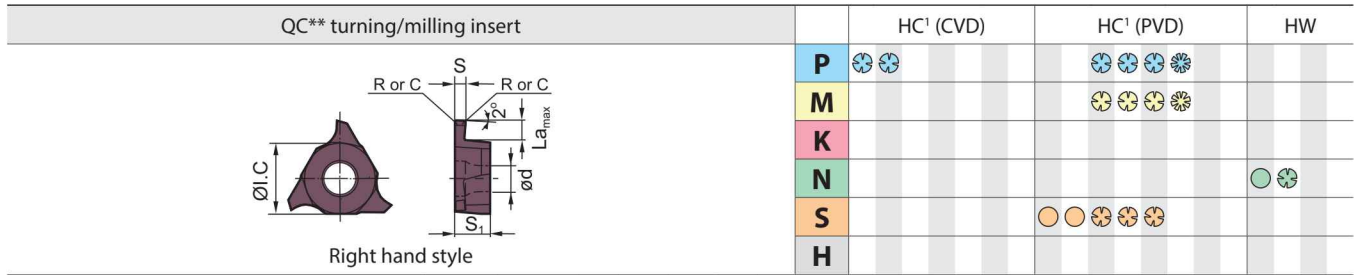 QC** turning/milling insert HC¹ (CVD) HC¹ (PVD) HW
P
M
K
N
S
H
S
R or C R or C
2°
La max
ØI.C
ød
S₁
Right hand style